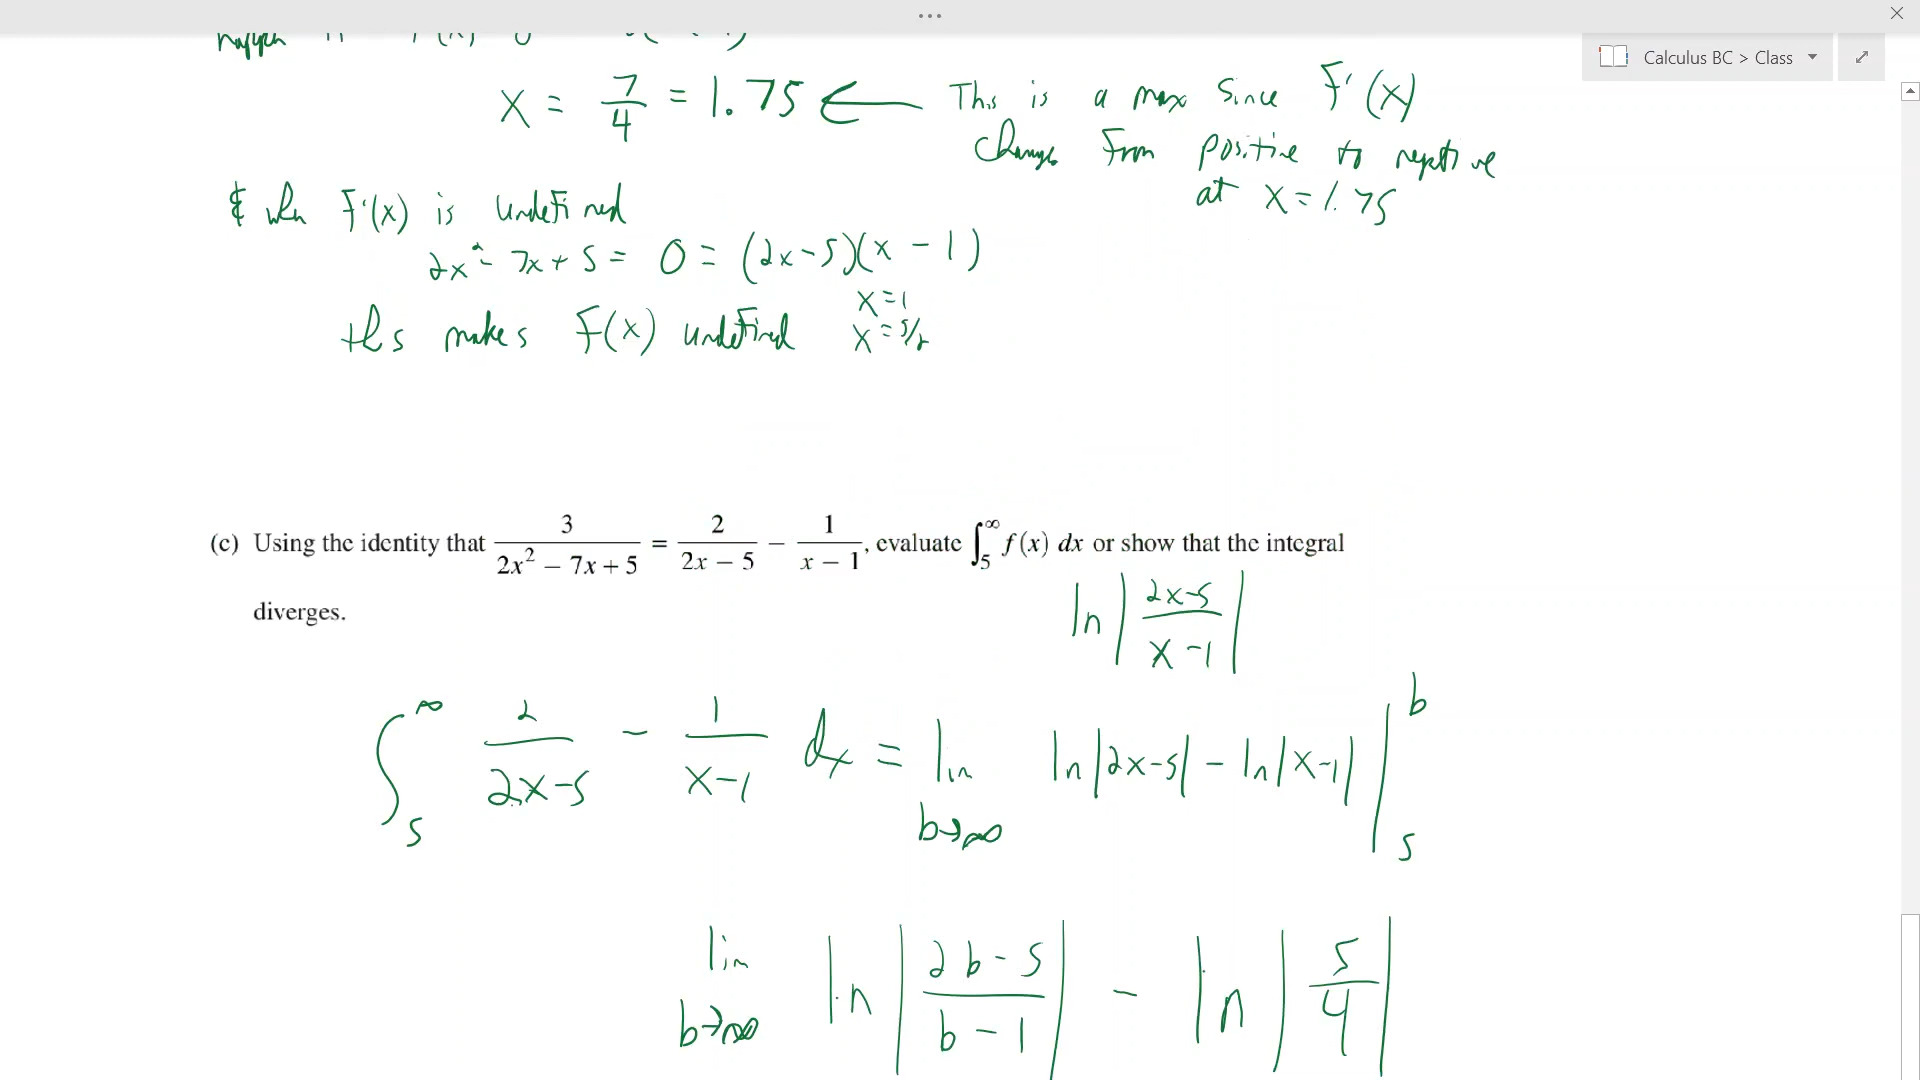 Calculus BC > Class
x = 7/4 = 1.75 ← This is a max since f'(x)
changes from positive to negative
at x = 1.75
& when f'(x) is undefined
2x² - 7x + 5 = 0 = (2x-5)(x-1)
x=1
this makes f(x) undefined x = 5/2
(c) Using the identity that 3/(2x² − 7x + 5) = 2/(2x − 5) − 1/(x − 1), evaluate ∫₅^∞ f(x) dx or show that the integral
diverges.
ln |(2x-5)/(x-1)|
∫₅^∞ 2/(2x-5) - 1/(x-1) dx = lim b→∞ ln|2x-5| - ln|x-1| |₅^b
lim b→∞ ln |(2b-5)/(b-1)| - ln |5/4|